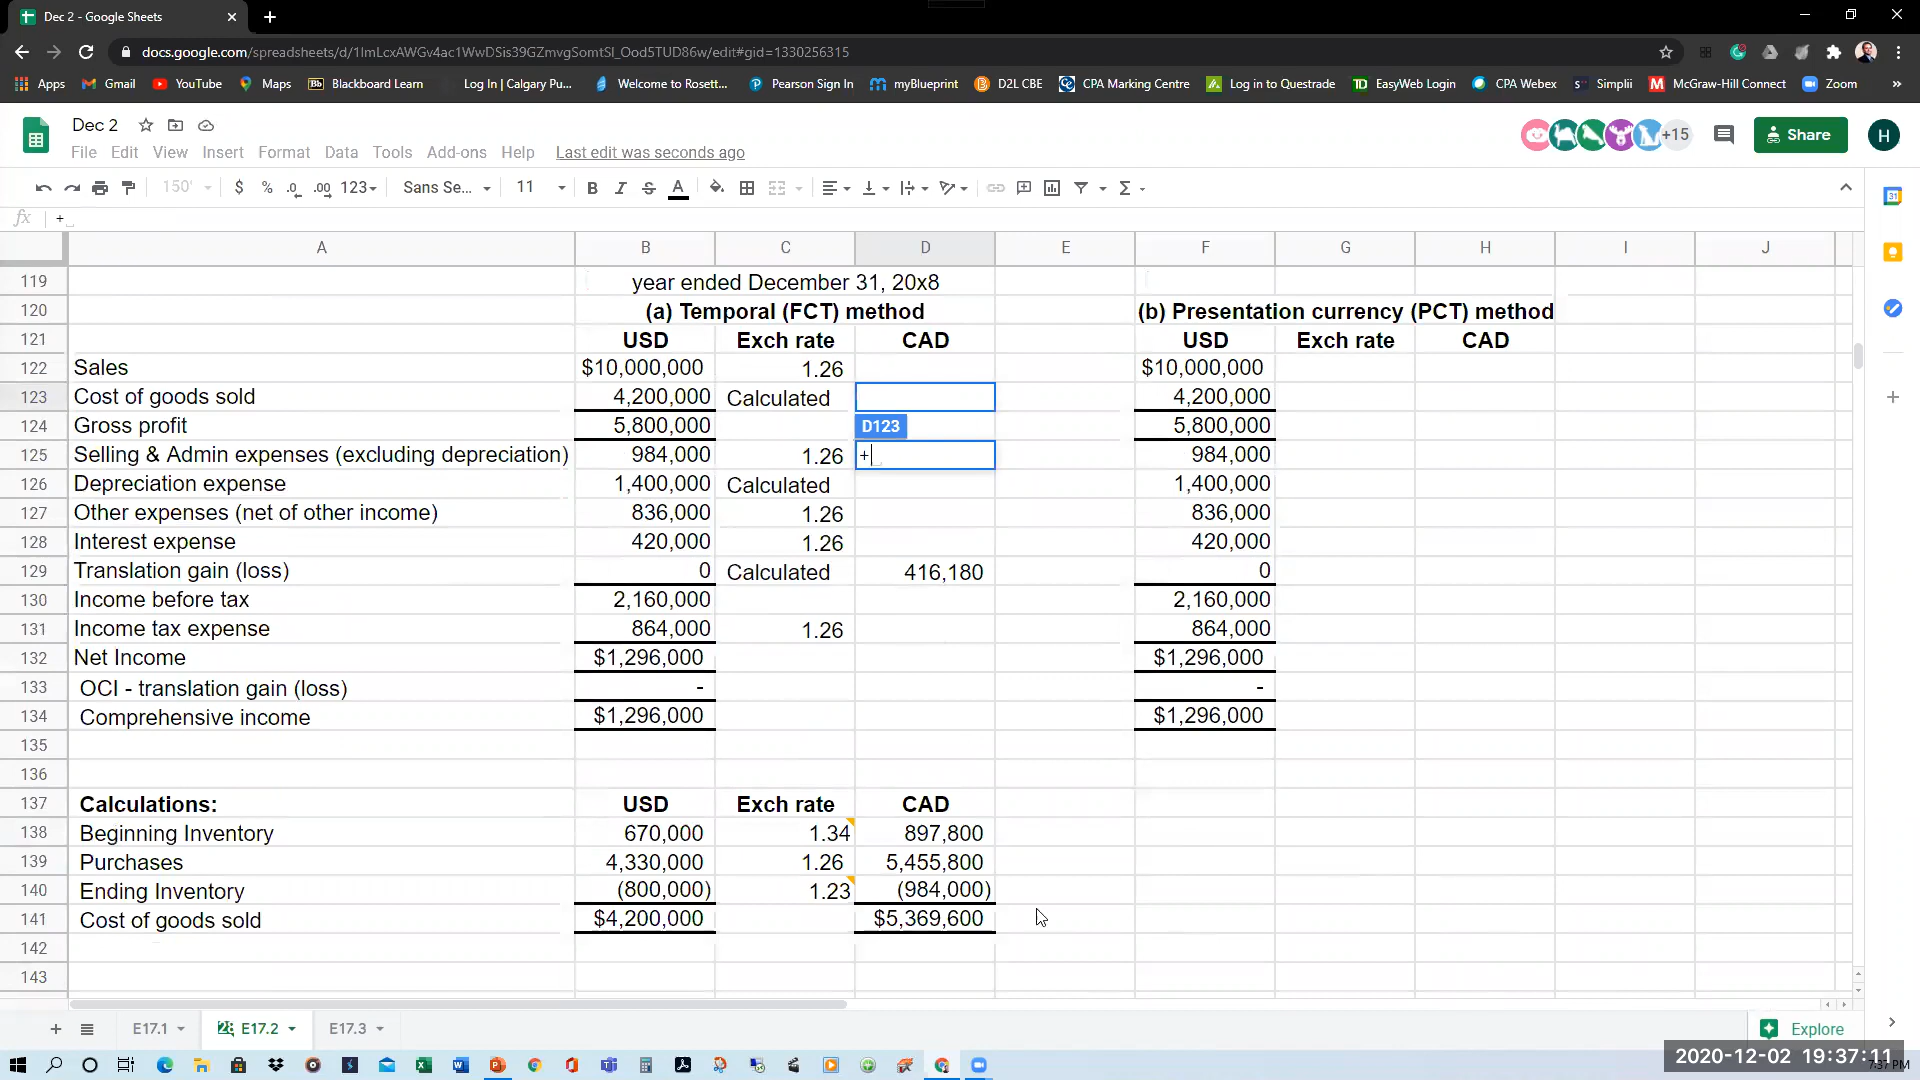 Dec 2 - Google Sheets
docs.google.com/spreadsheets/d/1ImLcxAWGv4ac1WwDSis39GZmvgSomtSl_Ood5TUD86w/edit#gid=1330256315
Apps Gmail YouTube Maps Bb Blackboard Learn Log In | Calgary Pu... Welcome to Rosett... Pearson Sign In myBlueprint D2L CBE CPA Marking Centre Log in to Questrade TD EasyWeb Login CPA Webex Simplii M McGraw-Hill Connect Zoom »
Dec 2
+15 Share H
File Edit View Insert Format Data Tools Add-ons Help Last edit was seconds ago
150% $ % .0 .00 123 Sans Se... 11 B I S A Σ
fx +
A B C D E F G H I J
119 year ended December 31, 20x8
120 (a) Temporal (FCT) method (b) Presentation currency (PCT) method
121 USD Exch rate CAD USD Exch rate CAD
122 Sales $10,000,000 1.26 $10,000,000
123 Cost of goods sold 4,200,000 Calculated 4,200,000
124 Gross profit 5,800,000 D123 5,800,000
125 Selling & Admin expenses (excluding depreciation) 984,000 1.26 + 984,000
126 Depreciation expense 1,400,000 Calculated 1,400,000
127 Other expenses (net of other income) 836,000 1.26 836,000
128 Interest expense 420,000 1.26 420,000
129 Translation gain (loss) 0 Calculated 416,180 0
130 Income before tax 2,160,000 2,160,000
131 Income tax expense 864,000 1.26 864,000
132 Net Income $1,296,000 $1,296,000
133 OCI - translation gain (loss) - -
134 Comprehensive income $1,296,000 $1,296,000
135
136
137 Calculations: USD Exch rate CAD
138 Beginning Inventory 670,000 1.34 897,800
139 Purchases 4,330,000 1.26 5,455,800
140 Ending Inventory (800,000) 1.23 (984,000)
141 Cost of goods sold $4,200,000 $5,369,600
142
143
E17.1 E17.2 E17.3 Explore
2020-12-02 19:37:11
7:37 PM